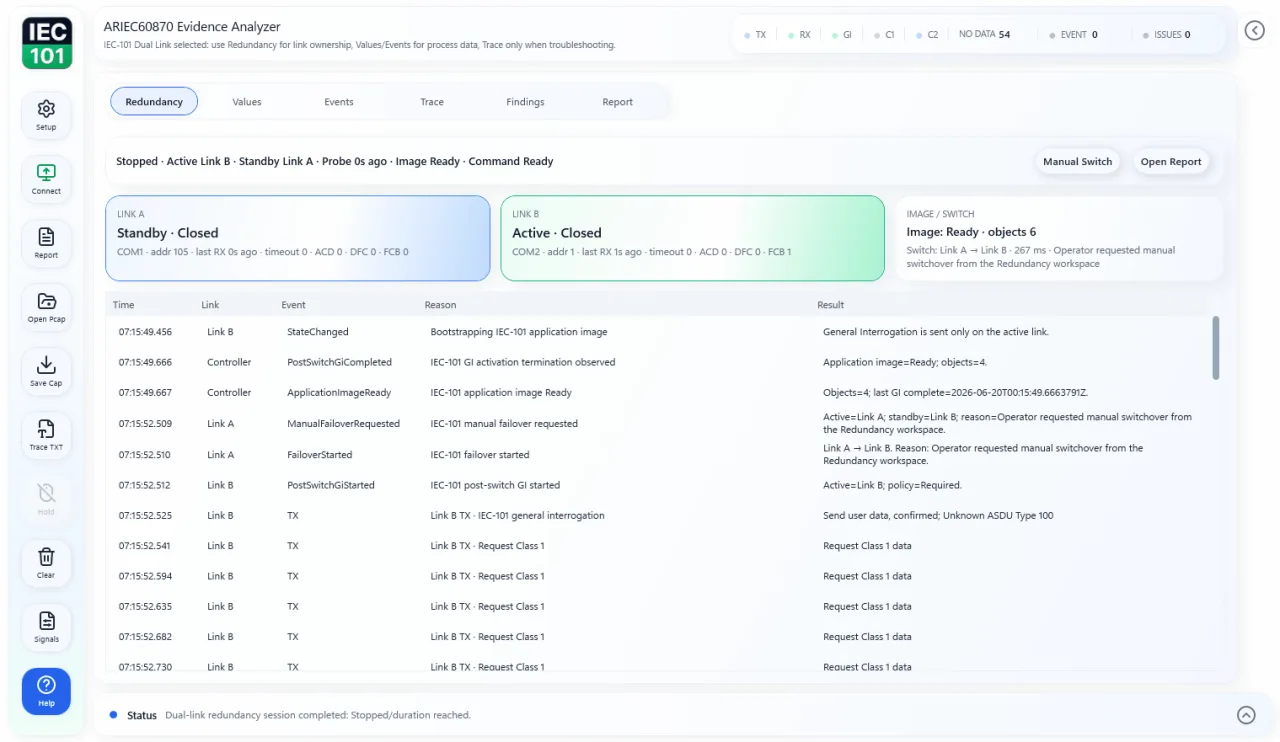 IEC
101
Setup
Connect
Report
Open Pcap
Save Cap
Trace TXT
Hold
Clear
Signals
Help
ARIEC60870 Evidence Analyzer
IEC-101 Dual Link selected: use Redundancy for link ownership, Values/Events for process data, Trace only when troubleshooting.
TX RX GI C1 C2 NO DATA 54 EVENT 0 ISSUES 0
Redundancy Values Events Trace Findings Report
Stopped · Active Link B · Standby Link A · Probe 0s ago · Image Ready · Command Ready
Manual Switch Open Report
LINK A
Standby · Closed
COM1 · addr 105 · last RX 0s ago · timeout 0 · ACD 0 · DFC 0 · FCB 0
LINK B
Active · Closed
COM2 · addr 1 · last RX 1s ago · timeout 0 · ACD 0 · DFC 0 · FCB 1
IMAGE / SWITCH
Image: Ready · objects 6
Switch: Link A → Link B · 267 ms · Operator requested manual
switchover from the Redundancy workspace
Time Link Event Reason Result
07:15:49.456 Link B StateChanged Bootstrapping IEC-101 application image General Interrogation is sent only on the active link.
07:15:49.666 Controller PostSwitchGiCompleted IEC-101 GI activation termination observed Application image=Ready; objects=4.
07:15:49.667 Controller ApplicationImageReady IEC-101 application image Ready Objects=4; last GI complete=2026-06-20T00:15:49.6663791Z.
07:15:52.509 Link A ManualFailoverRequested IEC-101 manual failover requested Active=Link A; standby=Link B; reason=Operator requested manual switchover from
the Redundancy workspace.
07:15:52.510 Link A FailoverStarted IEC-101 failover started Link A → Link B. Reason: Operator requested manual switchover from the
Redundancy workspace.
07:15:52.512 Link B PostSwitchGiStarted IEC-101 post-switch GI started Active=Link B; policy=Required.
07:15:52.525 Link B TX Link B TX · IEC-101 general interrogation Send user data, confirmed; Unknown ASDU Type 100
07:15:52.541 Link B TX Link B TX · Request Class 1 Request Class 1 data
07:15:52.594 Link B TX Link B TX · Request Class 1 Request Class 1 data
07:15:52.635 Link B TX Link B TX · Request Class 1 Request Class 1 data
07:15:52.682 Link B TX Link B TX · Request Class 1 Request Class 1 data
07:15:52.730 Link B TX Link B TX · Request Class 1 Request Class 1 data
Status Dual-link redundancy session completed: Stopped/duration reached.